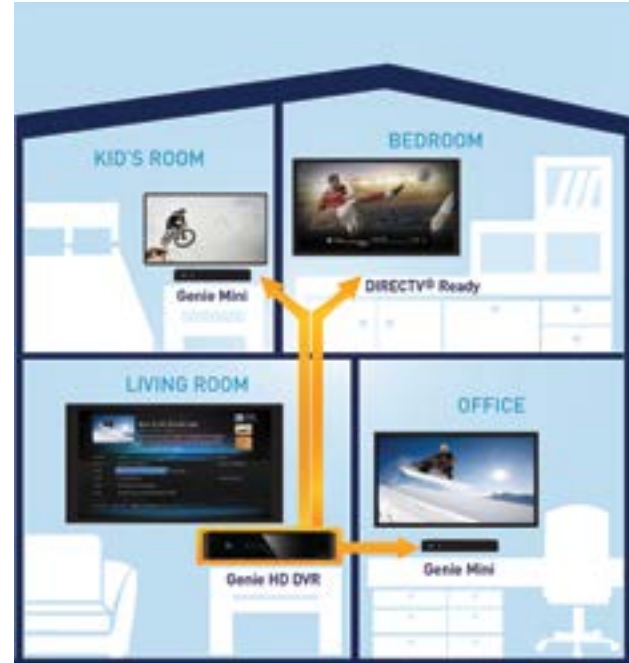 KID'S ROOM
BEDROOM
Genie Mini
DIRECTV® Ready
LIVING ROOM
OFFICE
Genie HD DVR
Genie Mini